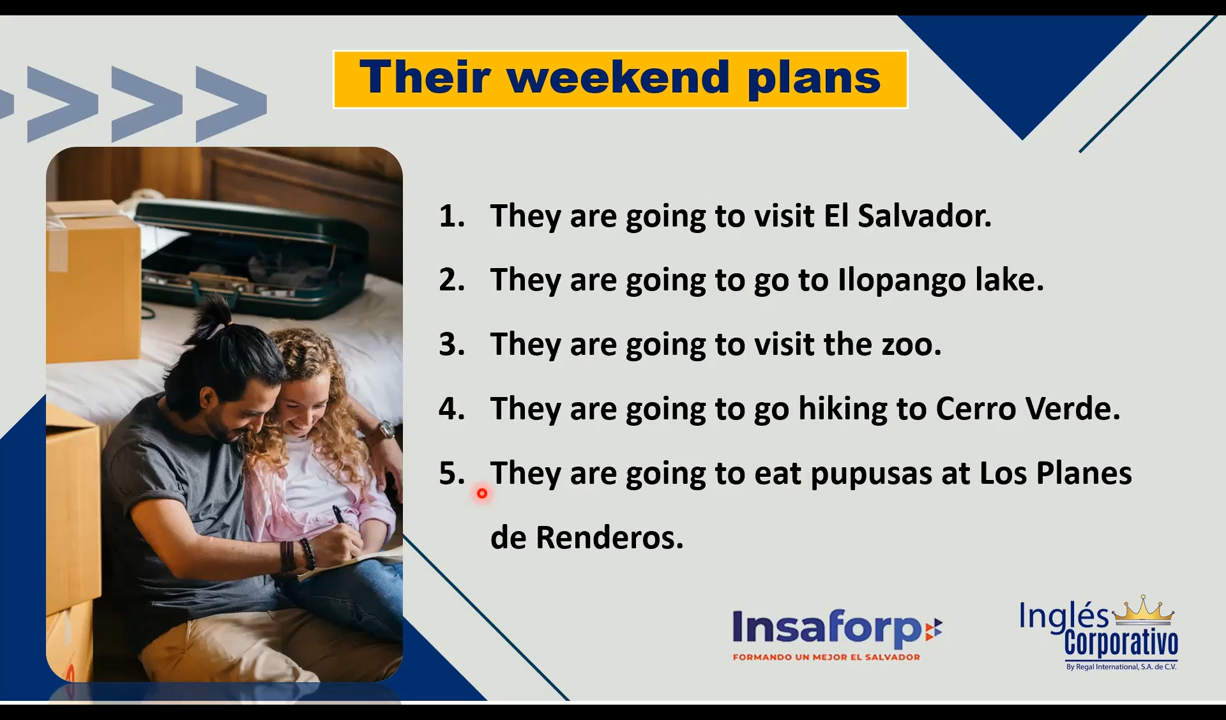 Their weekend plans
1. They are going to visit El Salvador.
2. They are going to go to Ilopango lake.
3. They are going to visit the zoo.
4. They are going to go hiking to Cerro Verde.
5. They are going to eat pupusas at Los Planes
de Renderos.
Insaforp
FORMANDO UN MEJOR EL SALVADOR
Inglés
Corporativo
By Regal International, S.A. de C.V.